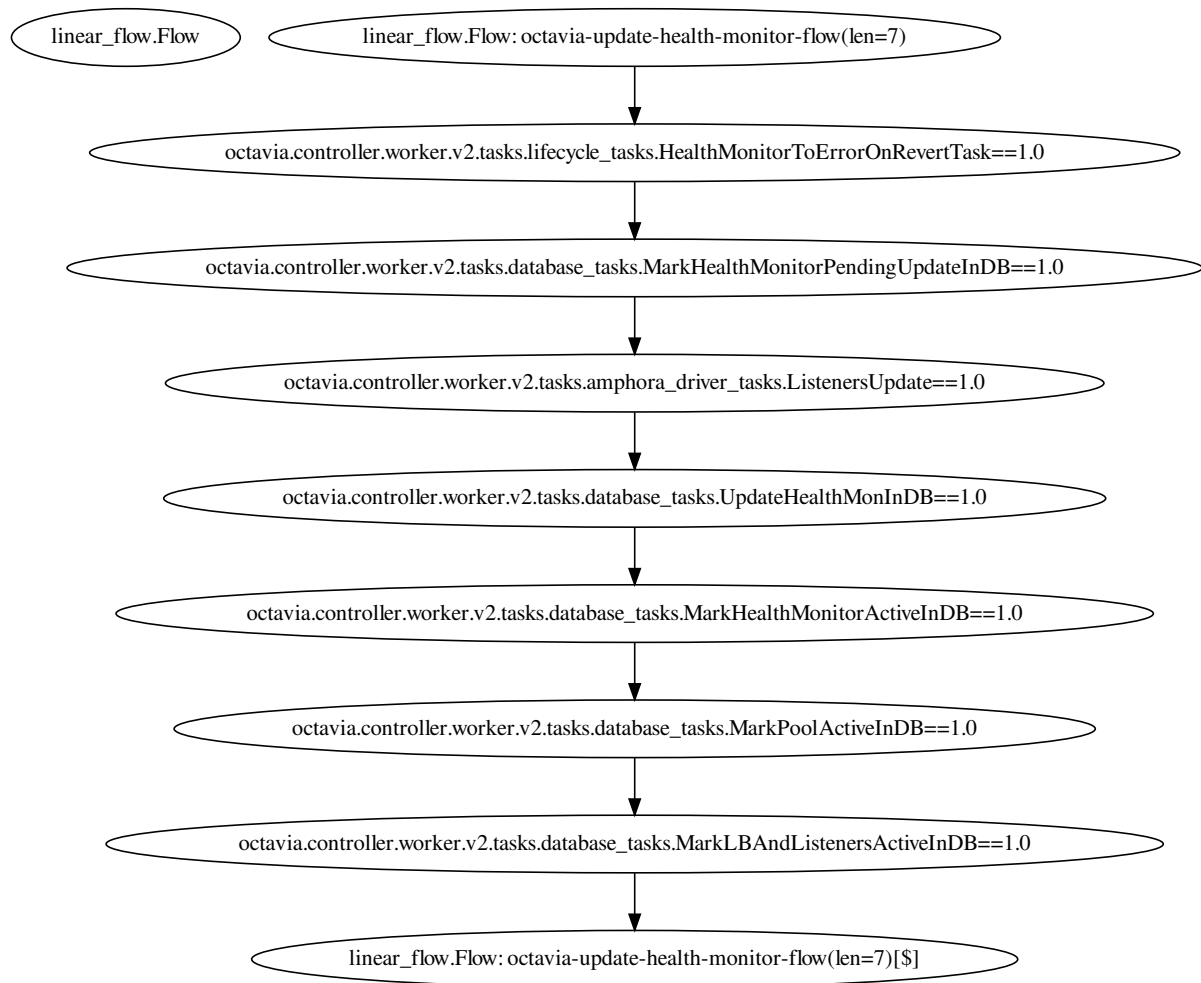 linear_flow.Flow
linear_flow.Flow: octavia-update-health-monitor-flow(len=7)
octavia.controller.worker.v2.tasks.lifecycle_tasks.HealthMonitorToErrorOnRevertTask==1.0
octavia.controller.worker.v2.tasks.database_tasks.MarkHealthMonitorPendingUpdateInDB==1.0
octavia.controller.worker.v2.tasks.amphora_driver_tasks.ListenersUpdate==1.0
octavia.controller.worker.v2.tasks.database_tasks.UpdateHealthMonInDB==1.0
octavia.controller.worker.v2.tasks.database_tasks.MarkHealthMonitorActiveInDB==1.0
octavia.controller.worker.v2.tasks.database_tasks.MarkPoolActiveInDB==1.0
octavia.controller.worker.v2.tasks.database_tasks.MarkLBAndListenersActiveInDB==1.0
linear_flow.Flow: octavia-update-health-monitor-flow(len=7)[$]